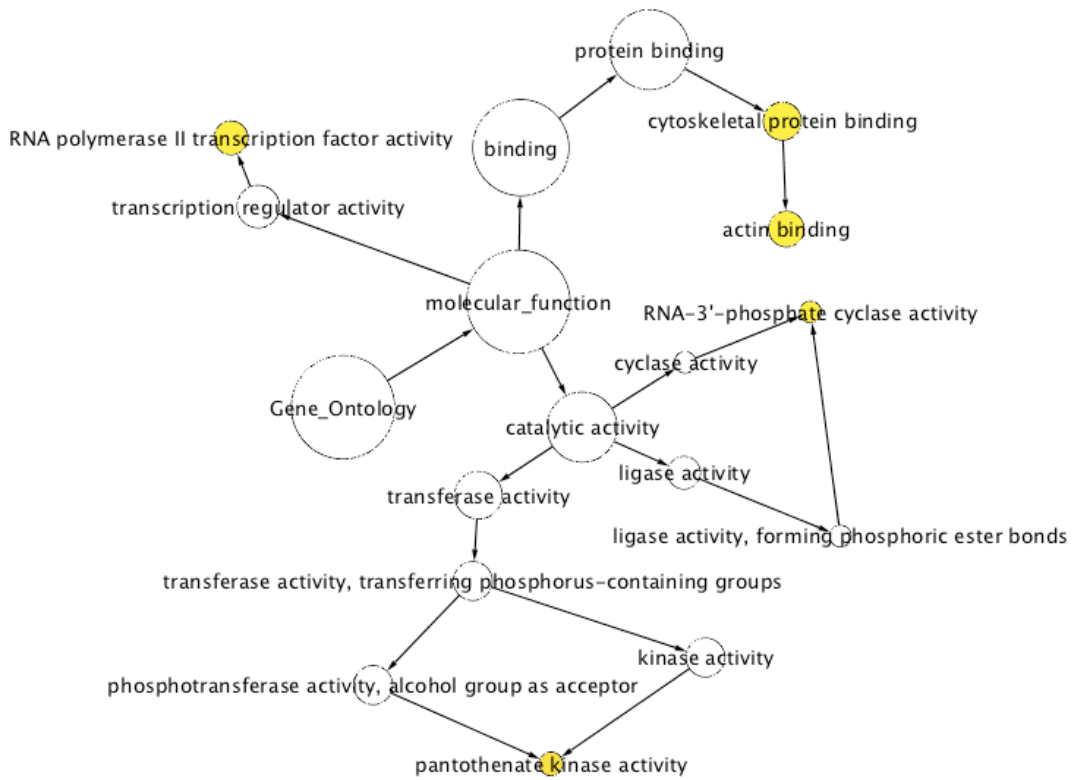 protein binding
cytoskeletal protein binding
RNA polymerase II transcription factor activity
binding
transcription regulator activity
actin binding
molecular_function
RNA-3'-phosphate cyclase activity
cyclase activity
Gene_Ontology
catalytic activity
ligase activity
transferase activity
ligase activity, forming phosphoric ester bonds
transferase activity, transferring phosphorus-containing groups
kinase activity
phosphotransferase activity, alcohol group as acceptor
pantothenate kinase activity